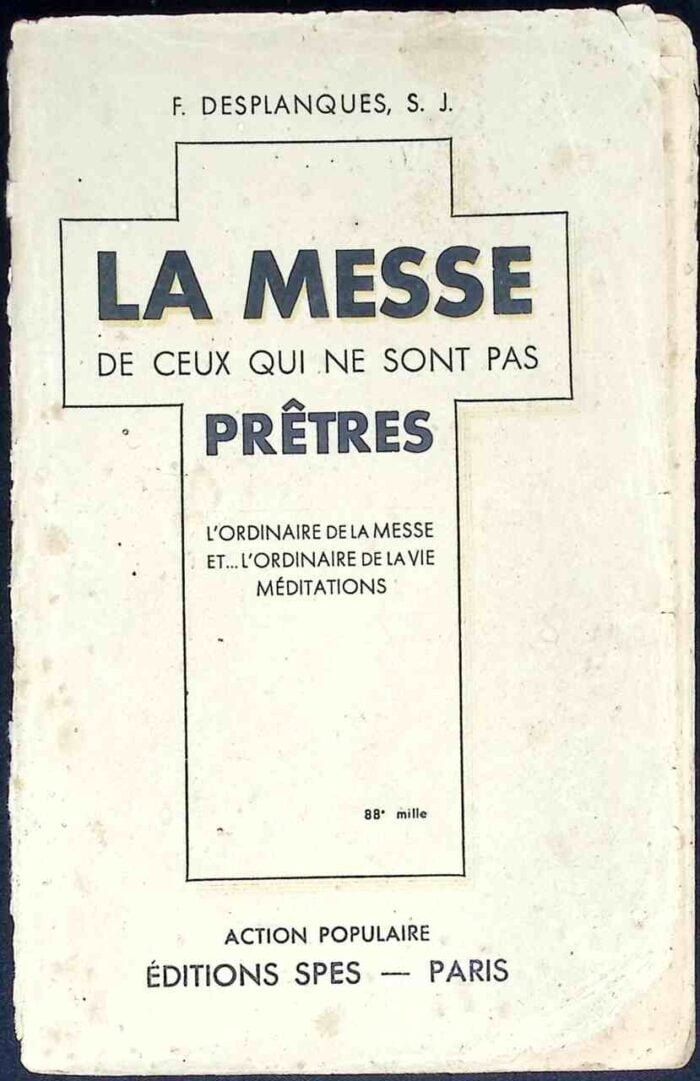 F. DESPLANQUES, S. J.
LA MESSE
DE CEUX QUI NE SONT PAS
PRÊTRES
L'ORDINAIRE DE LA MESSE
ET... L'ORDINAIRE DE LA VIE
MÉDITATIONS
88e mille
ACTION POPULAIRE
ÉDITIONS SPES — PARIS